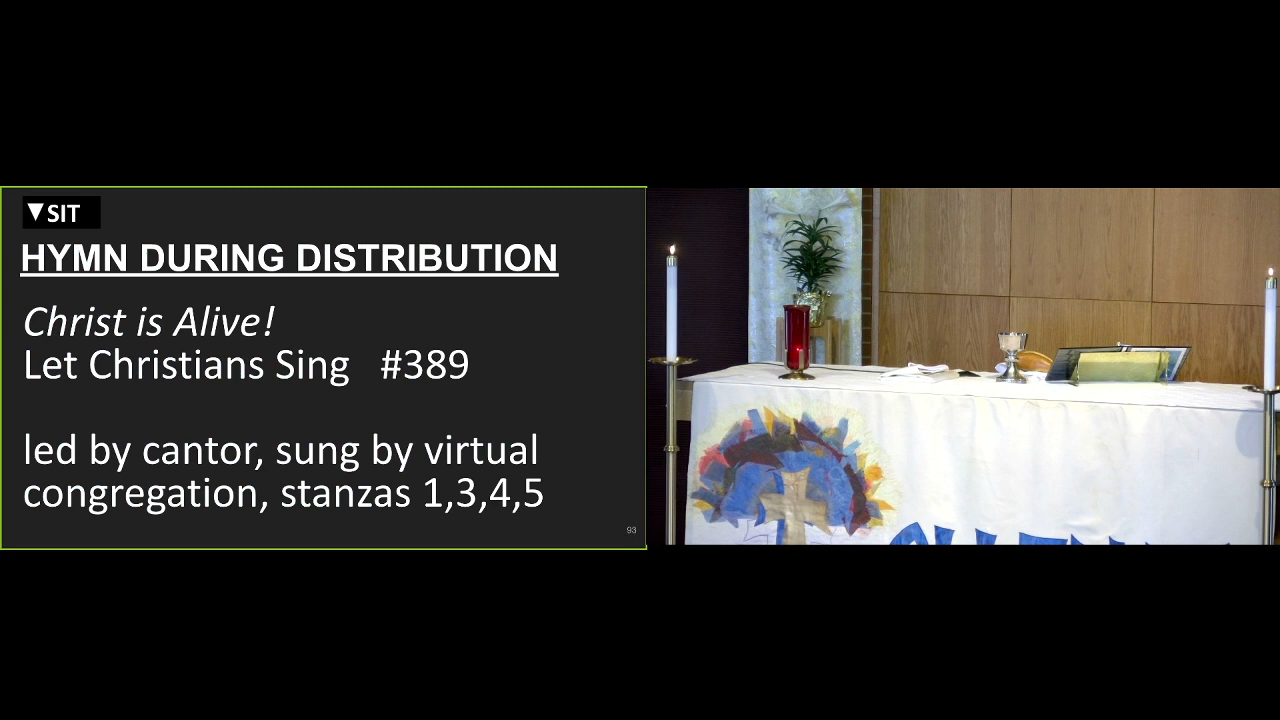 ▼SIT
HYMN DURING DISTRIBUTION
Christ is Alive!
Let Christians Sing #389
led by cantor, sung by virtual
congregation, stanzas 1,3,4,5
93